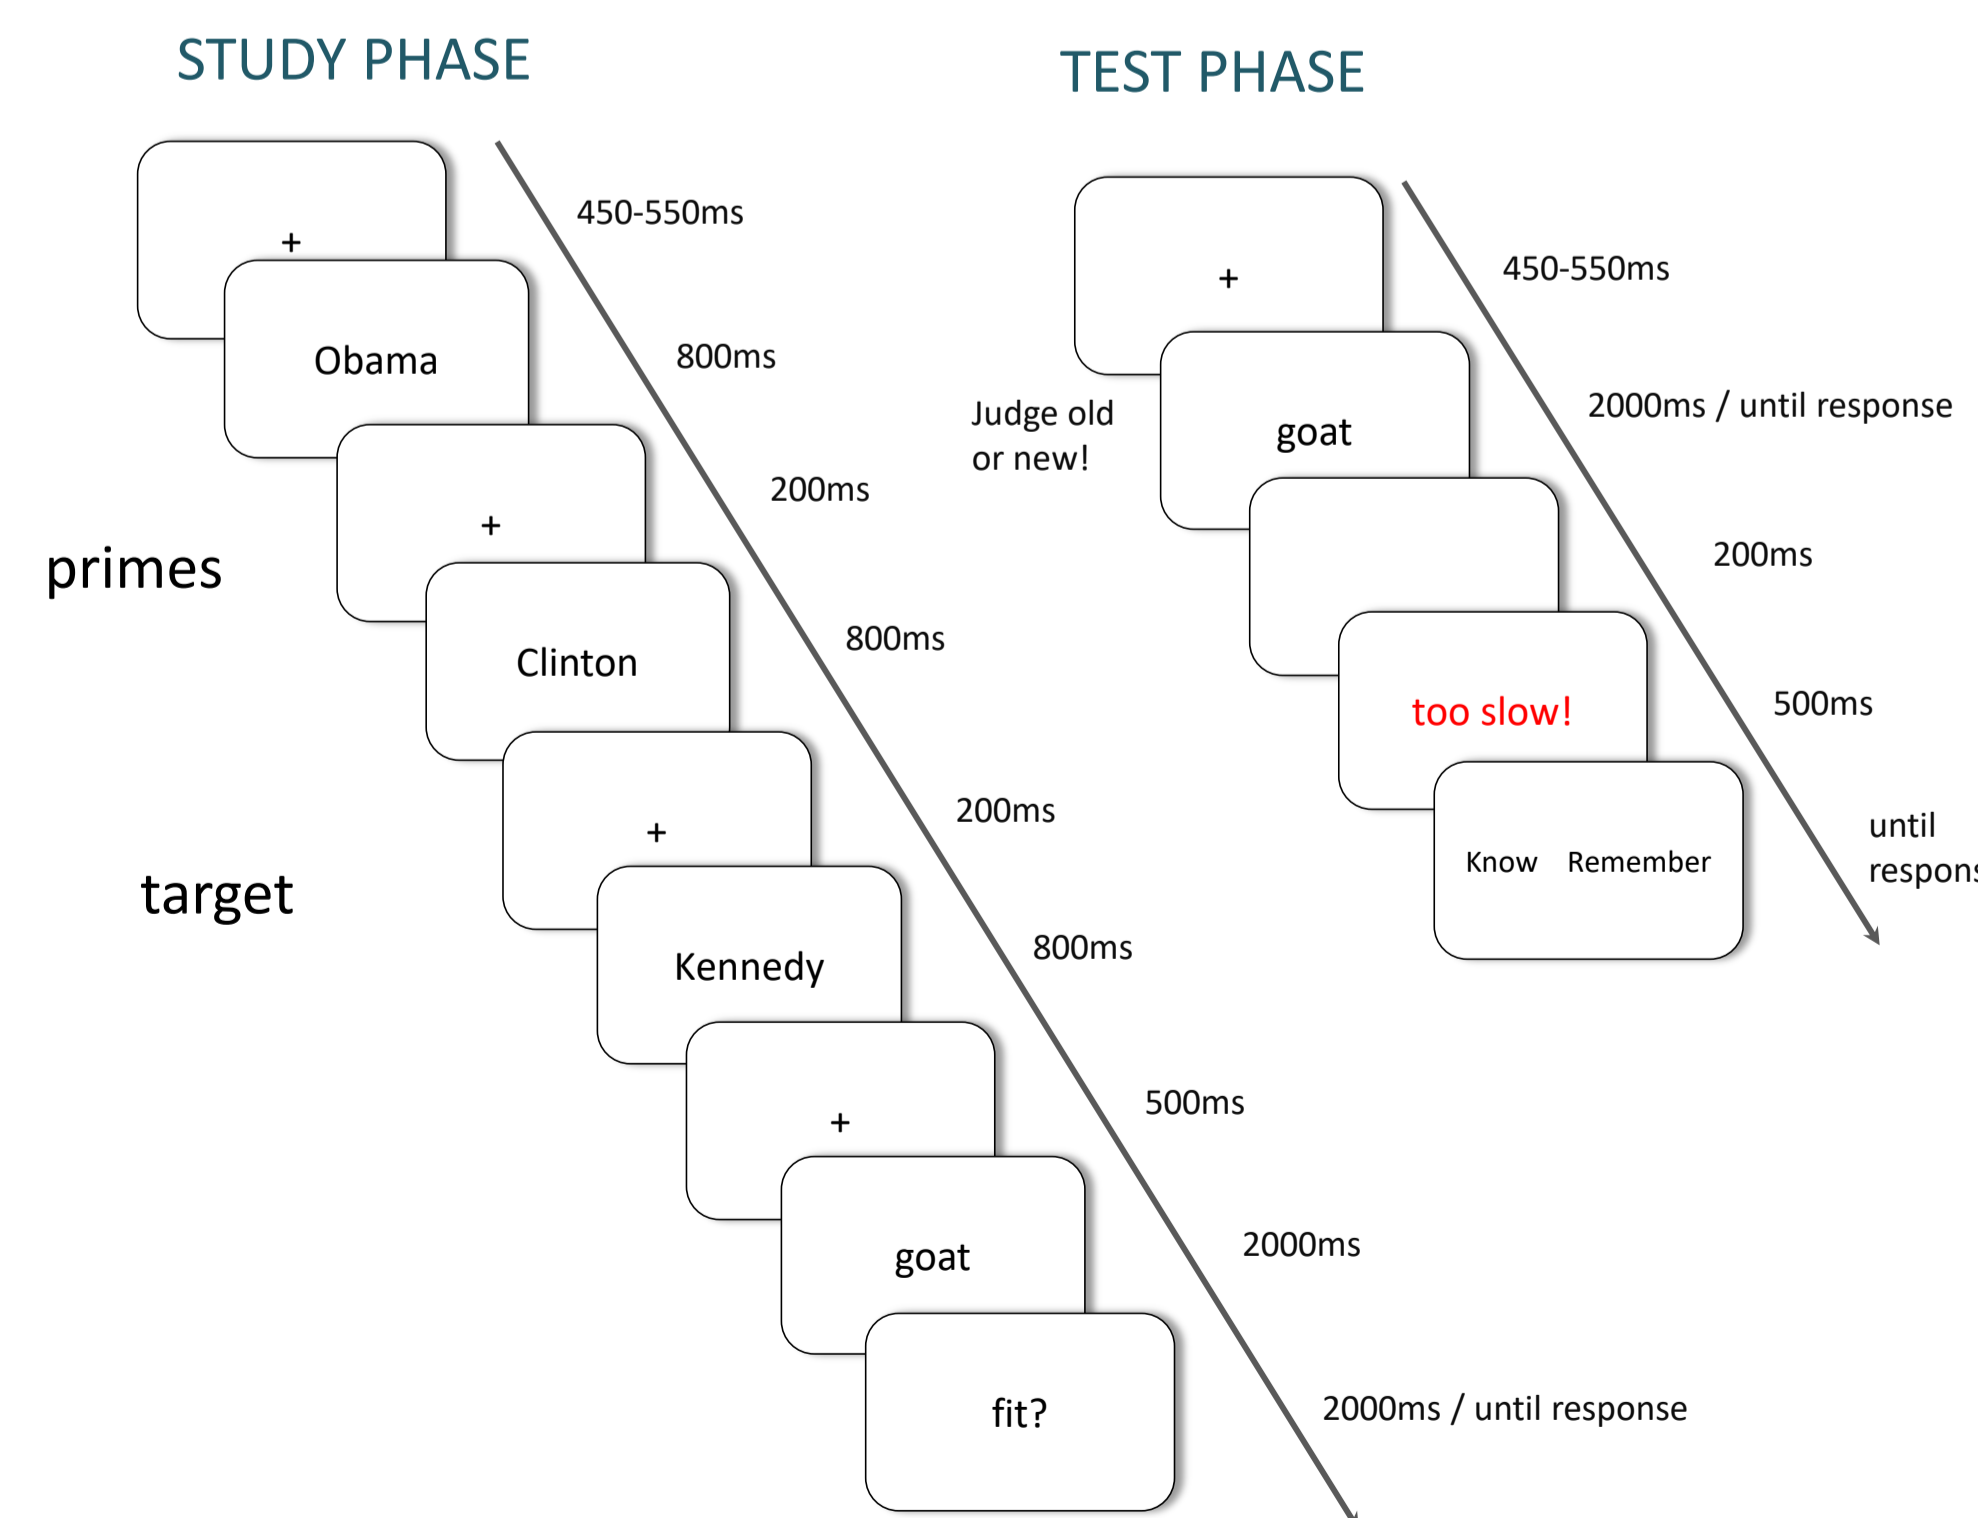 STUDY PHASE
+
450-550ms
Obama
800ms
+
200ms
primes
Clinton
800ms
+
200ms
target
Kennedy
800ms
+
500ms
goat
2000ms
fit?
2000ms / until response
TEST PHASE
+
450-550ms
Judge old
or new!
goat
2000ms / until response
200ms
too slow!
500ms
Know Remember
until
respons